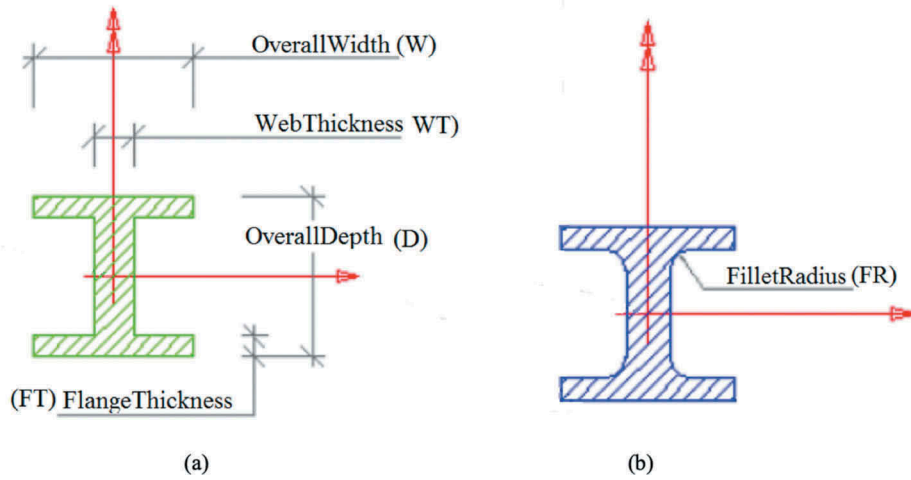 OverallWidth (W)
WebThickness WT)
OverallDepth (D)
FilletRadius (FR)
(FT) FlangeThickness
(a)
(b)